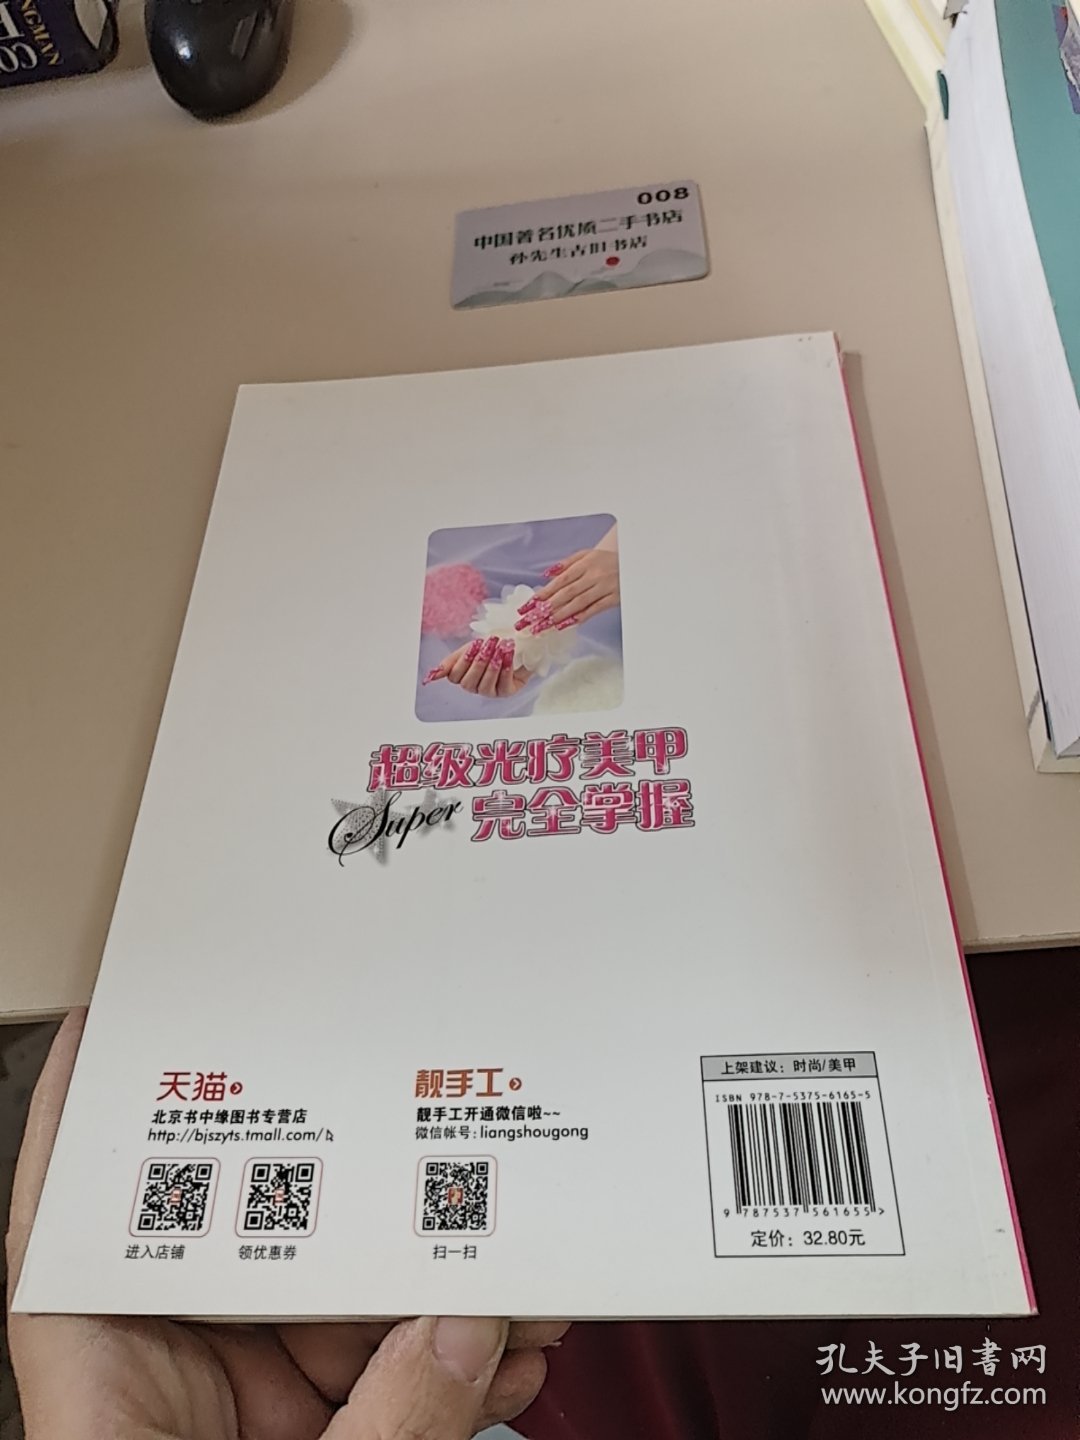 008
中国著名优质二手书店
孙先生古旧书店
超级光疗美甲
Super 完全掌握
天猫
北京书中缘图书专营店
http://bjszyts.tmall.com/
进入店铺
领优惠券
靓手工
靓手工开通微信啦~~
微信帐号:liangshougong
扫一扫
上架建议：时尚/美甲
ISBN 978-7-5375-6165-5
9 787537 561655 >
定价：32.80元
孔夫子旧書网
www.kongfz.com